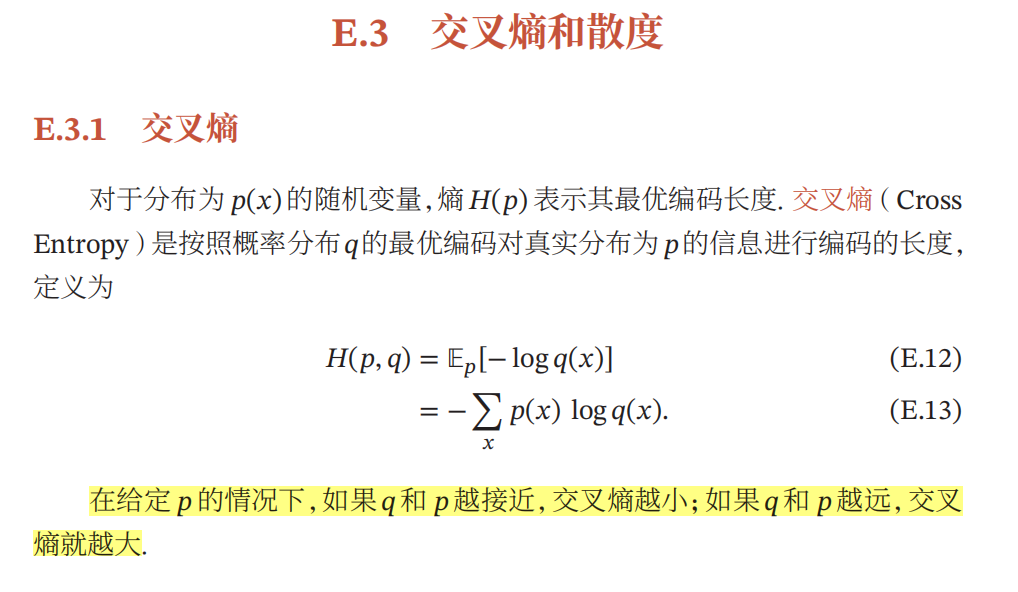 E.3 交叉熵和散度
E.3.1 交叉熵
对于分布为 p(x) 的随机变量, 熵 H(p) 表示其最优编码长度. 交叉熵 ( Cross
Entropy ) 是按照概率分布 q 的最优编码对真实分布为 p 的信息进行编码的长度,
定义为
H(p, q) = 𝔼ₚ[− log q(x)] (E.12)
= − ∑ₓ p(x) log q(x). (E.13)
在给定 p 的情况下, 如果 q 和 p 越接近, 交叉熵越小; 如果 q 和 p 越远, 交叉
熵就越大.